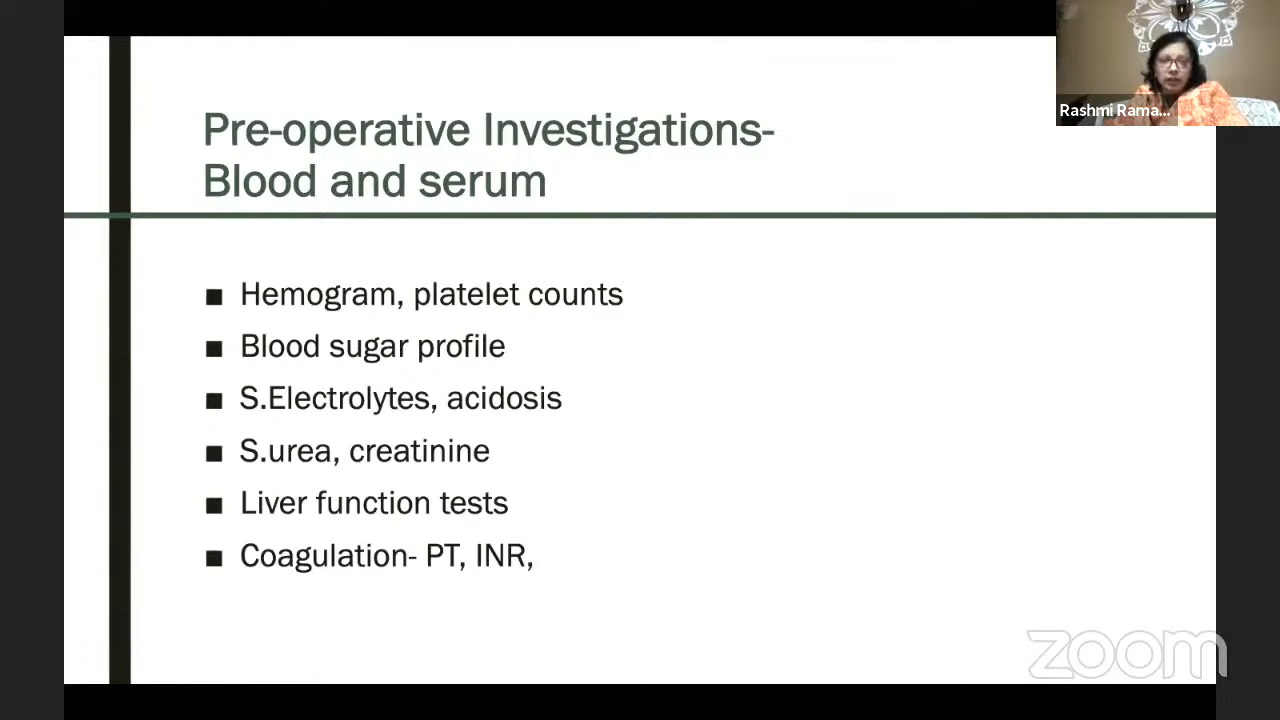 Rashmi Rama...
Pre-operative Investigations-
Blood and serum
■ Hemogram, platelet counts
■ Blood sugar profile
■ S.Electrolytes, acidosis
■ S.urea, creatinine
■ Liver function tests
■ Coagulation- PT, INR,
zoom